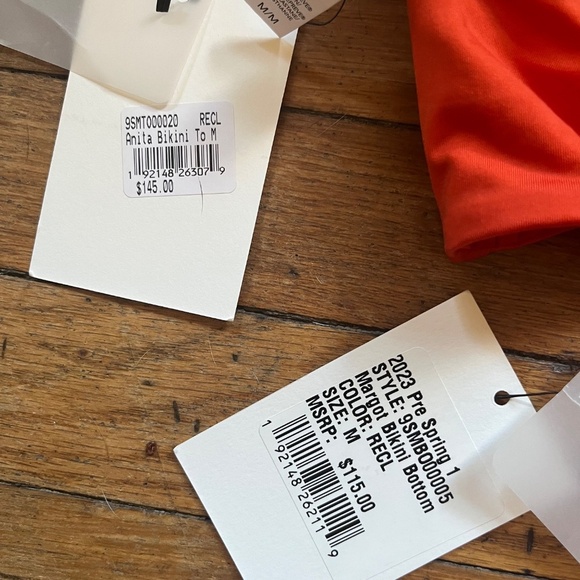 M/M
9SMT000020 RECL
Anita Bikini To M
1 92148 26307 9
$145.00
2023 Pre Spring 1
STYLE: 9SMBO00005
Margot Bikini Bottom
COLOR: RECL
SIZE: M
MSRP: $115.00
1 92148 26211 9